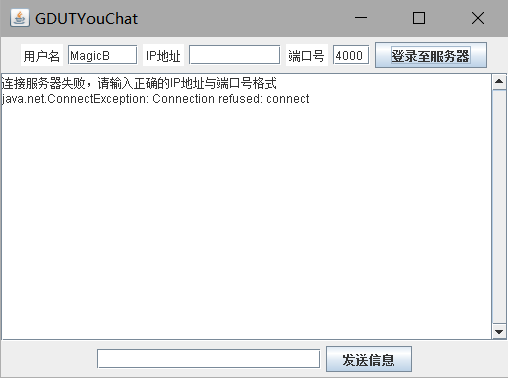 GDUTYouChat
用户名 MagicB IP地址 端口号 4000 登录至服务器
连接服务器失败，请输入正确的IP地址与端口号格式
java.net.ConnectException: Connection refused: connect
发送信息